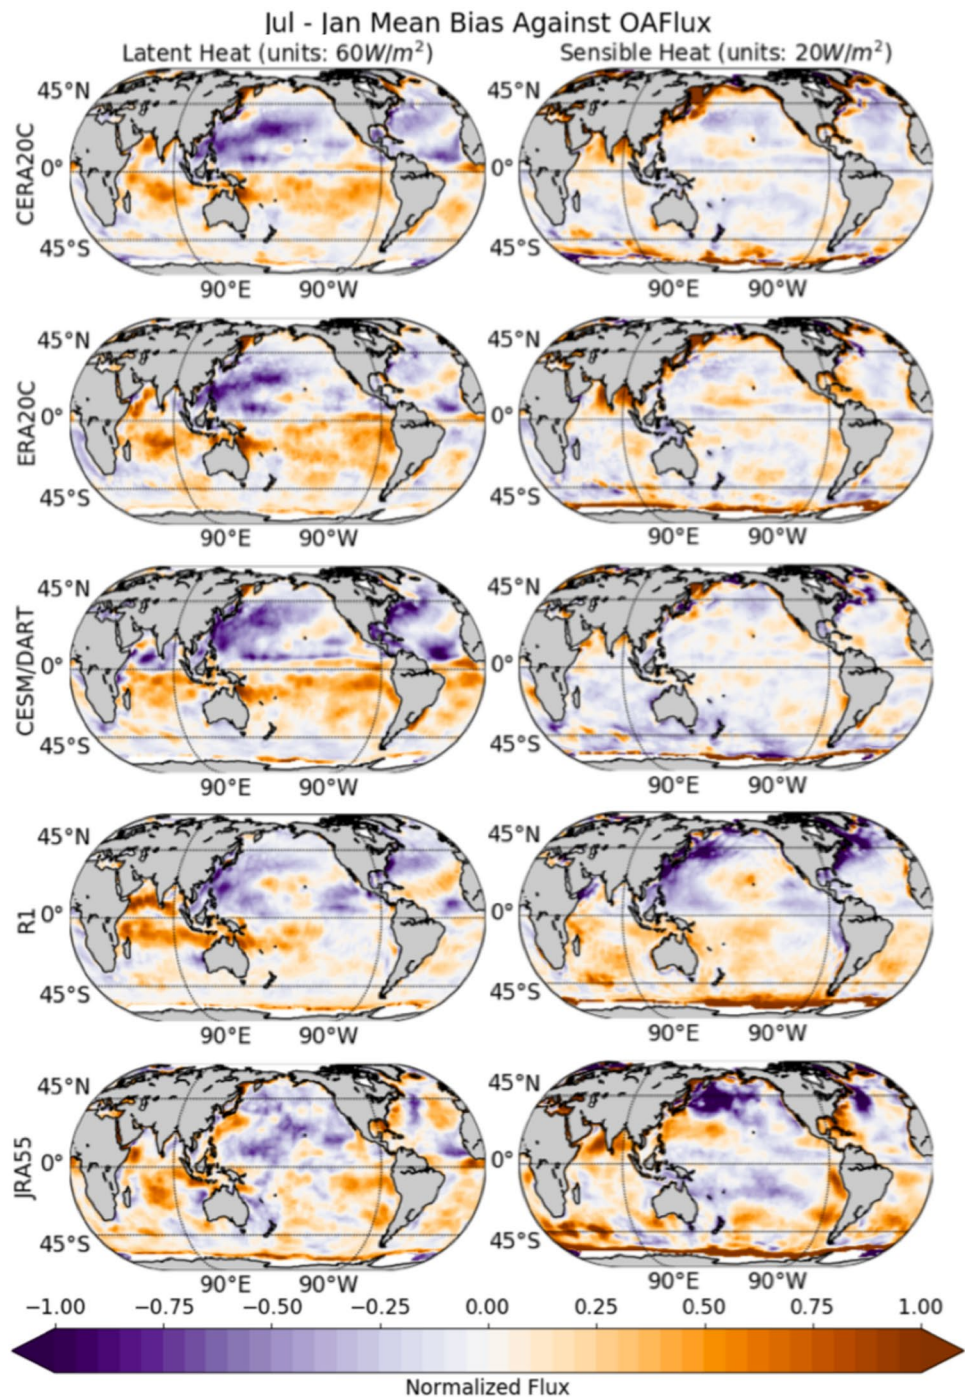 Jul - Jan Mean Bias Against OAFlux
Latent Heat (units: 60W/m²) Sensible Heat (units: 20W/m²)
CERA20C
45°N 45°N
0° 0°
45°S 45°S
90°E 90°W 90°E 90°W
ERA20C
45°N 45°N
0° 0°
45°S 45°S
90°E 90°W 90°E 90°W
CESM/DART
45°N 45°N
0° 0°
45°S 45°S
90°E 90°W 90°E 90°W
R1
45°N 45°N
0° 0°
45°S 45°S
90°E 90°W 90°E 90°W
JRA55
45°N 45°N
0° 0°
45°S 45°S
90°E 90°W 90°E 90°W
−1.00 −0.75 −0.50 −0.25 0.00 0.25 0.50 0.75 1.00
Normalized Flux